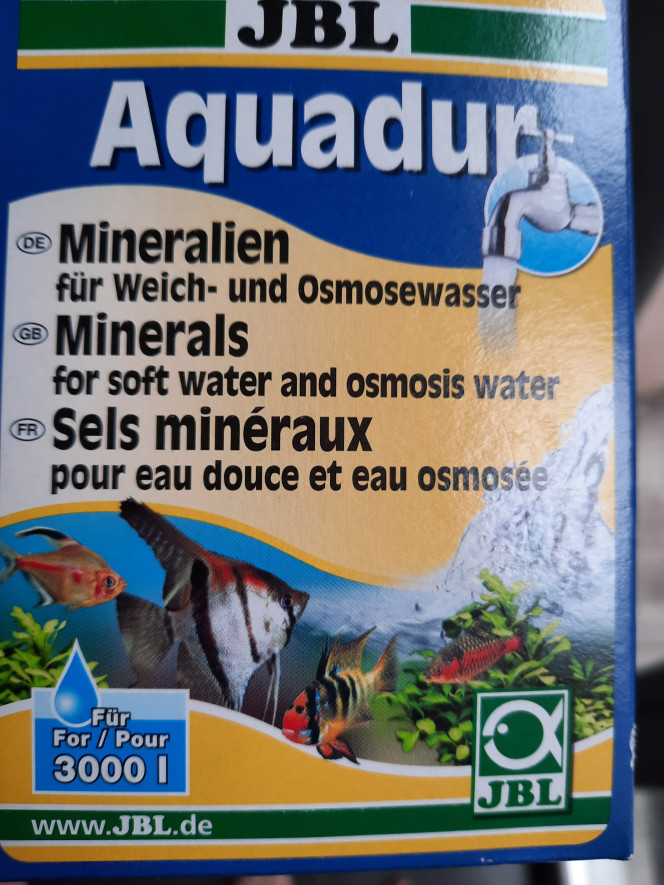 JBL
Aquadur
DE Mineralien
für Weich- und Osmosewasser
GB Minerals
for soft water and osmosis water
FR Sels minéraux
pour eau douce et eau osmosée
Für
For / Pour
3000 l
JBL
www.JBL.de